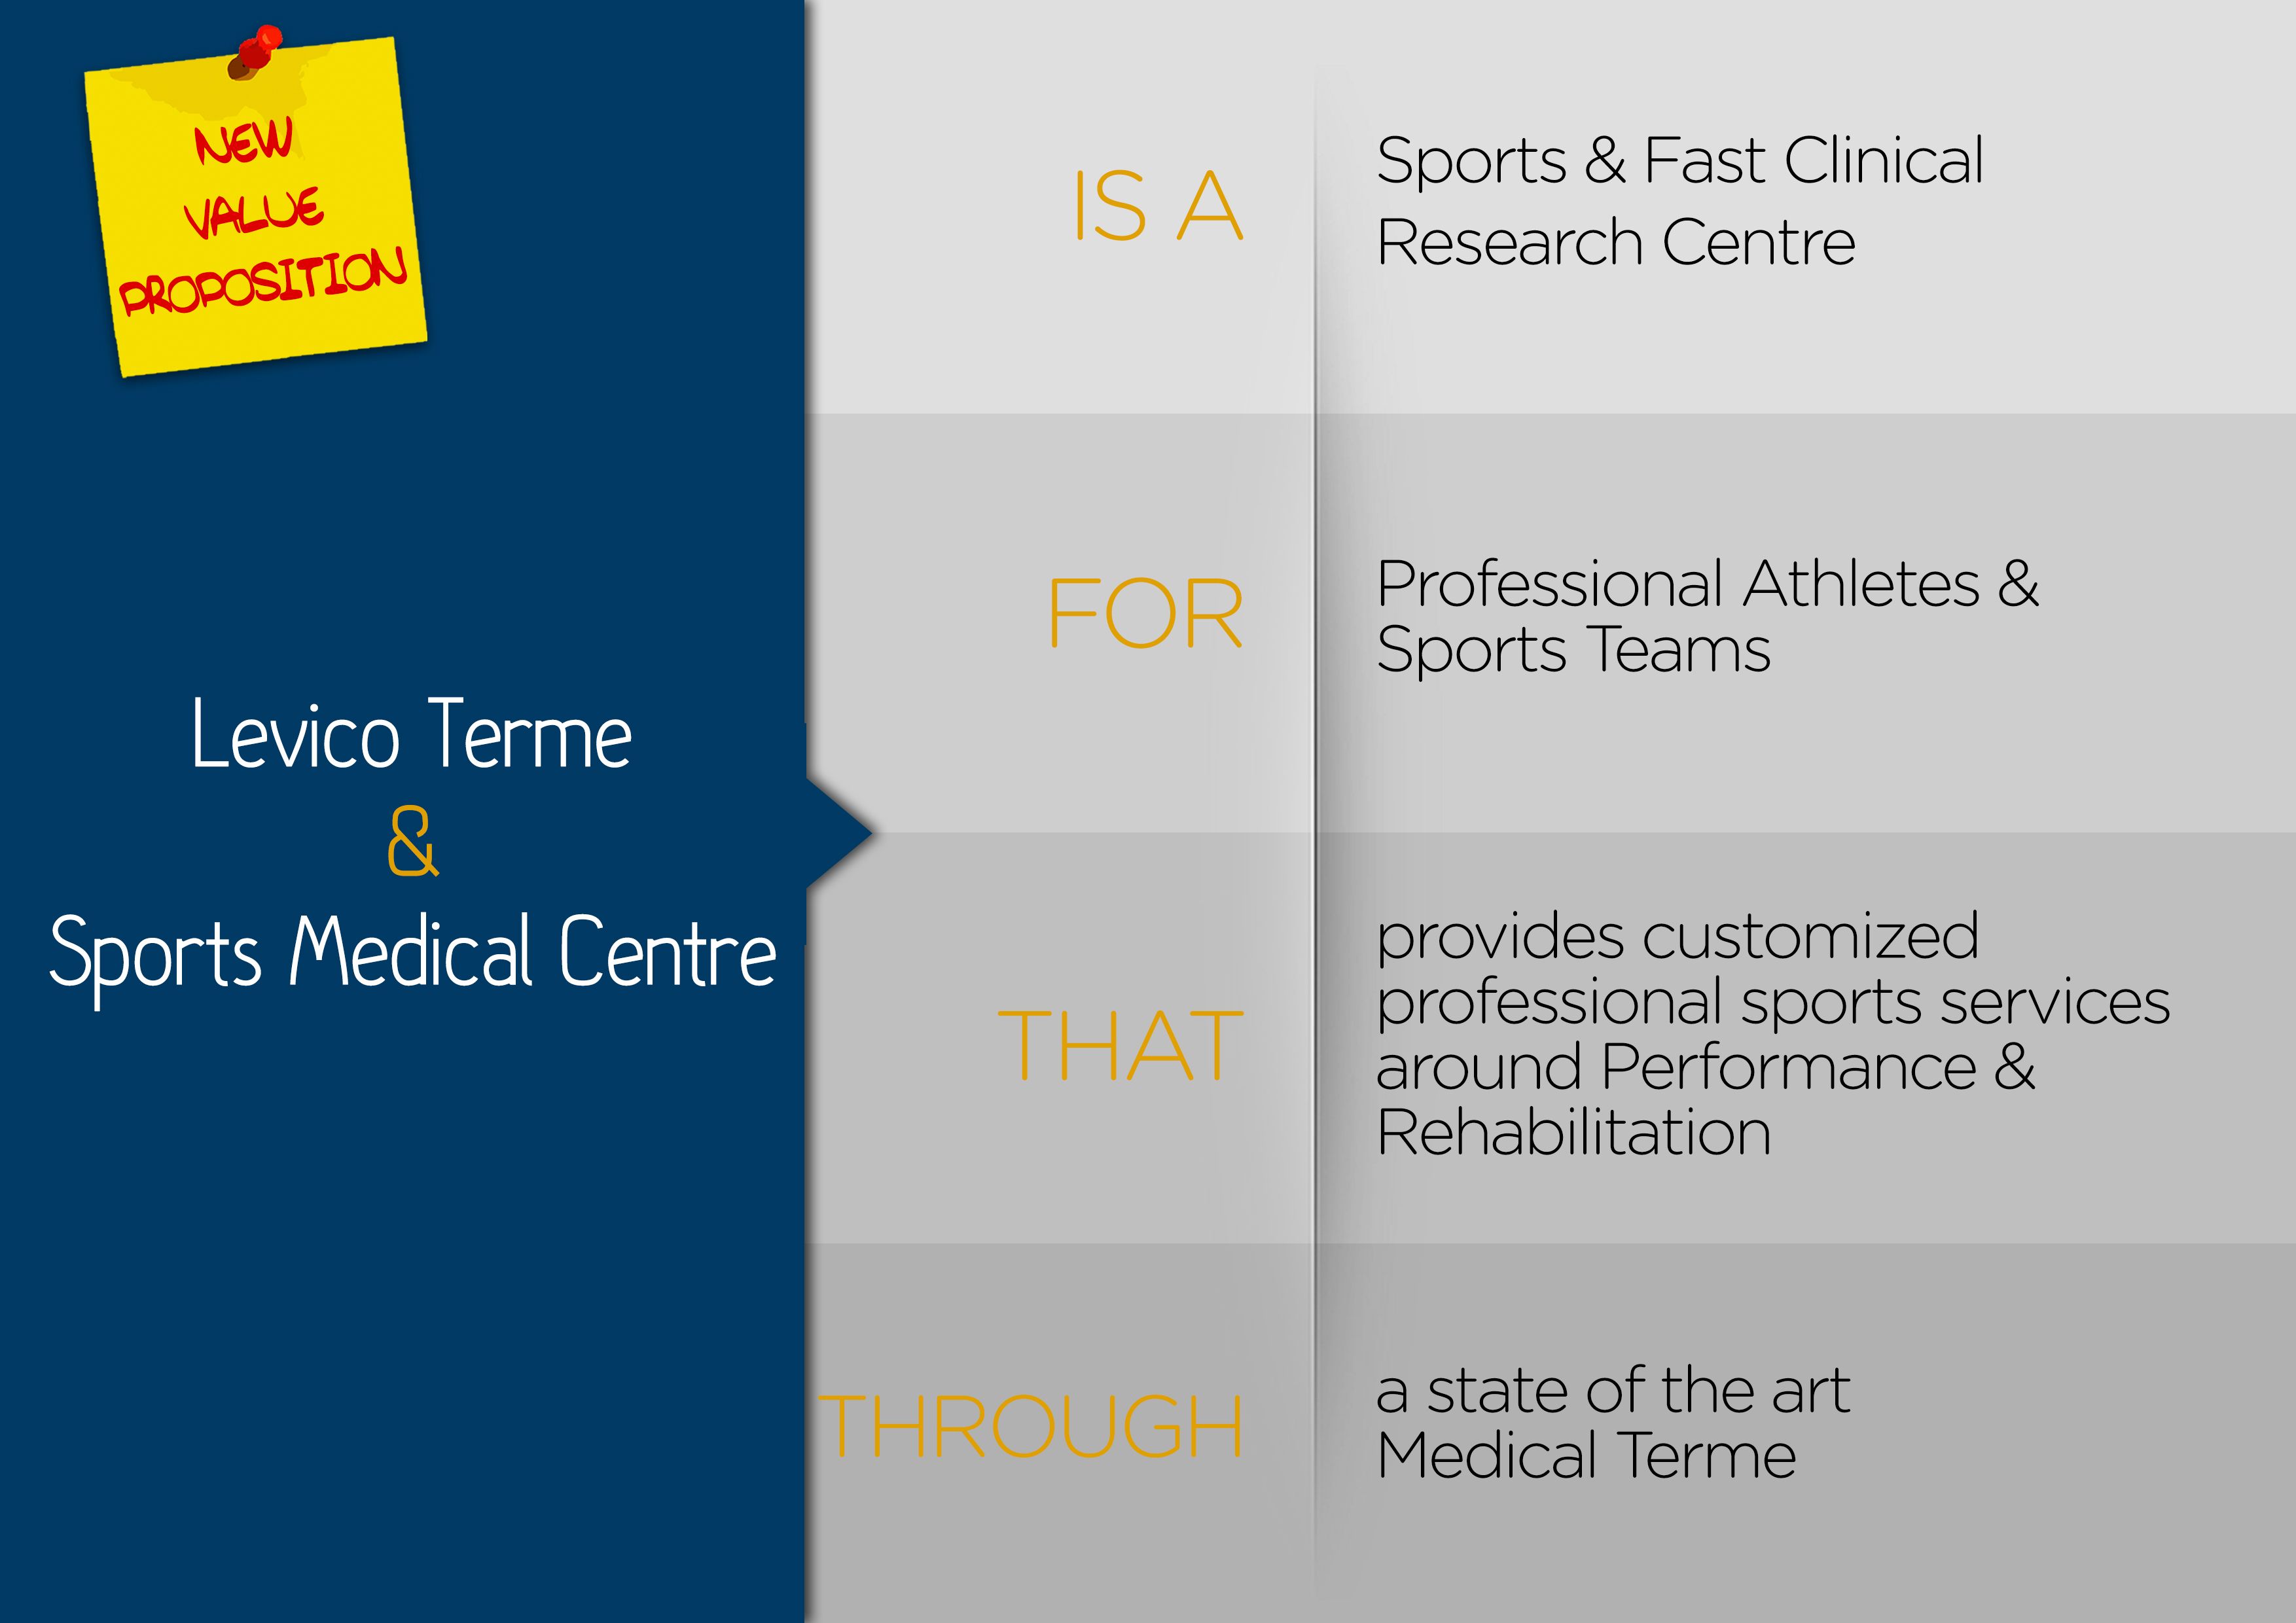 NEW
VALUE
PROPOSITION
Levico Terme
&
Sports Medical Centre
IS A
Sports & Fast Clinical
Research Centre
FOR
Professional Athletes &
Sports Teams
THAT
provides customized
professional sports services
around Performance &
Rehabilitation
THROUGH
a state of the art
Medical Terme